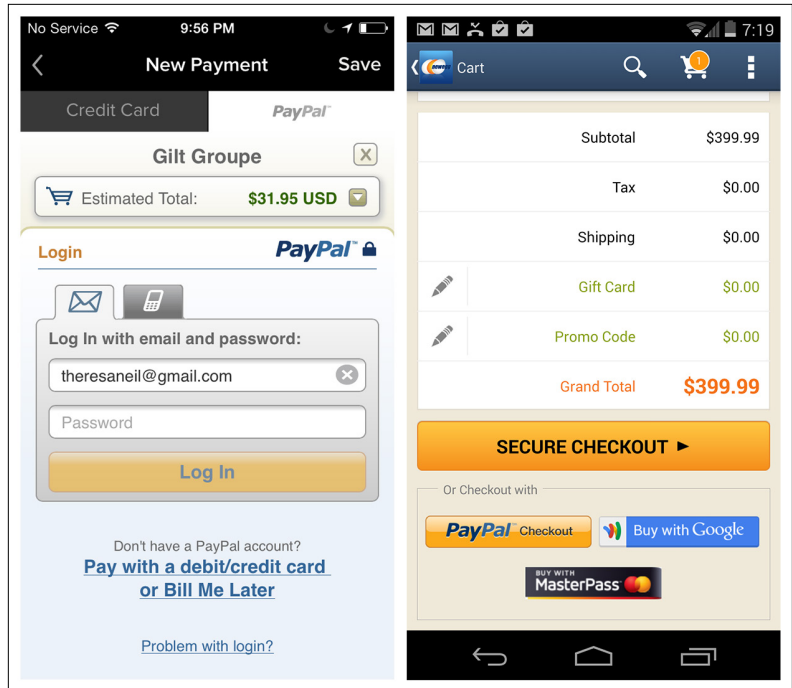 No Service 9:56 PM
New Payment Save
Credit Card PayPal™
Gilt Groupe X
Estimated Total: $31.95 USD
Login PayPal™
Log In with email and password:
theresaneil@gmail.com
Password
Log In
Don't have a PayPal account?
Pay with a debit/credit card
or Bill Me Later
Problem with login?
7:19
Cart 1
Subtotal $399.99
Tax $0.00
Shipping $0.00
Gift Card $0.00
Promo Code $0.00
Grand Total $399.99
SECURE CHECKOUT ►
Or Checkout with
PayPal™ Checkout
Buy with Google
BUY WITH
MasterPass